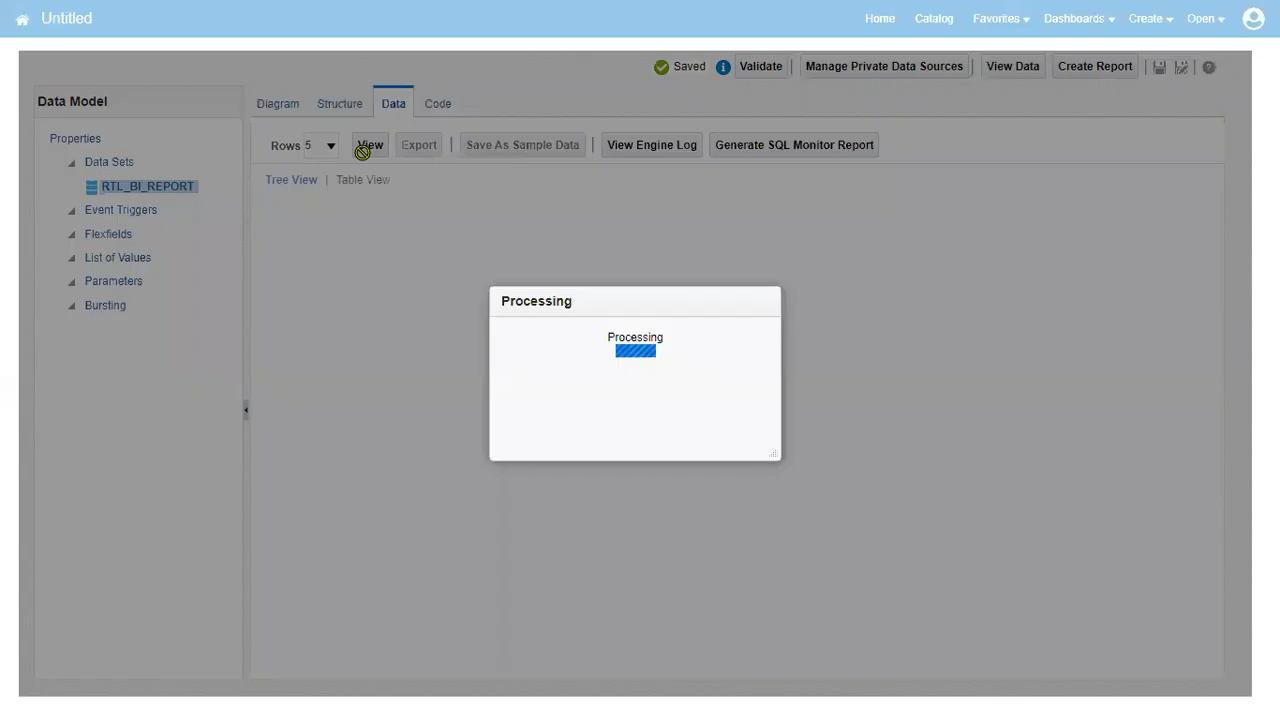 Untitled
Home Catalog Favorites Dashboards Create Open
Saved Validate Manage Private Data Sources View Data Create Report
Data Model
Diagram Structure Data Code
Properties
Data Sets
RTL_BI_REPORT
Event Triggers
Flexfields
List of Values
Parameters
Bursting
Rows 5 View Export Save As Sample Data View Engine Log Generate SQL Monitor Report
Tree View | Table View
Processing
Processing